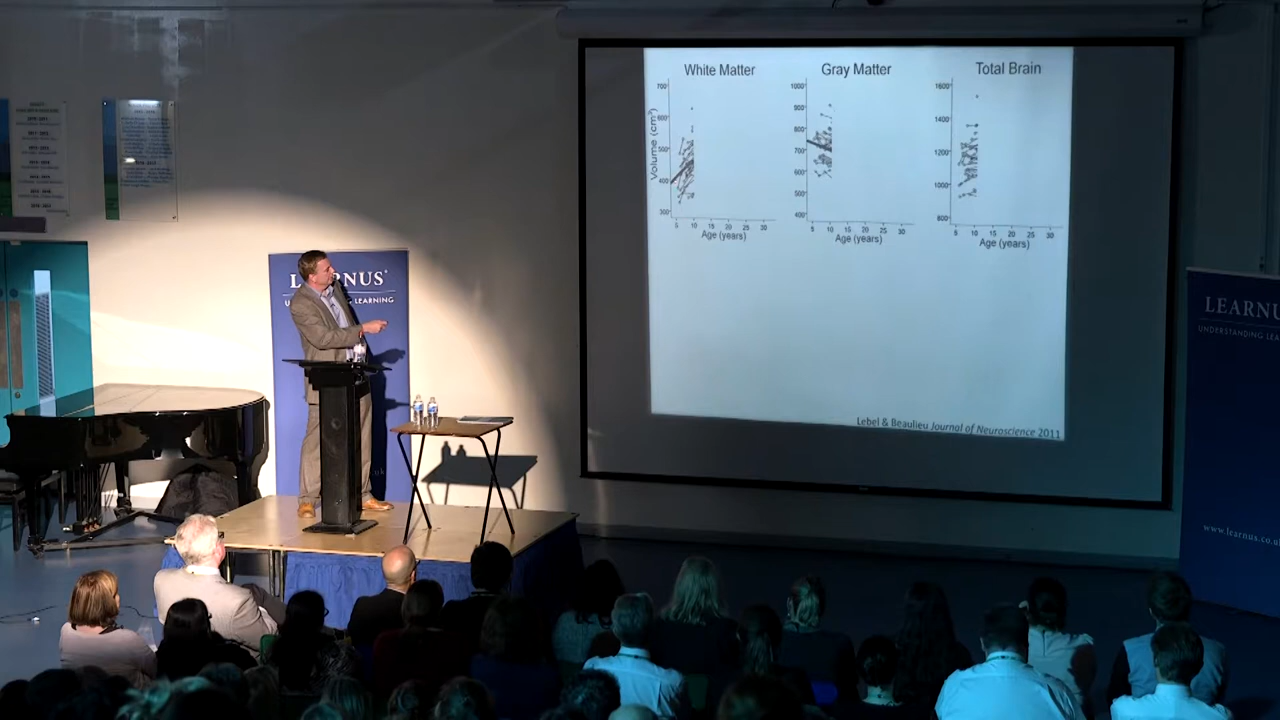 White Matter
Gray Matter
Total Brain
Volume (cm³)
700
600
500
400
300
5 10 15 20 25 30
Age (years)
1000
900
800
700
600
500
400
5 10 15 20 25 30
Age (years)
1600
1400
1200
1000
800
5 10 15 20 25 30
Age (years)
Lebel & Beaulieu Journal of Neuroscience 2011
LEARNUS
LEARNING
LEARNU
UNDERSTANDING LEA
www.learnus.co.u